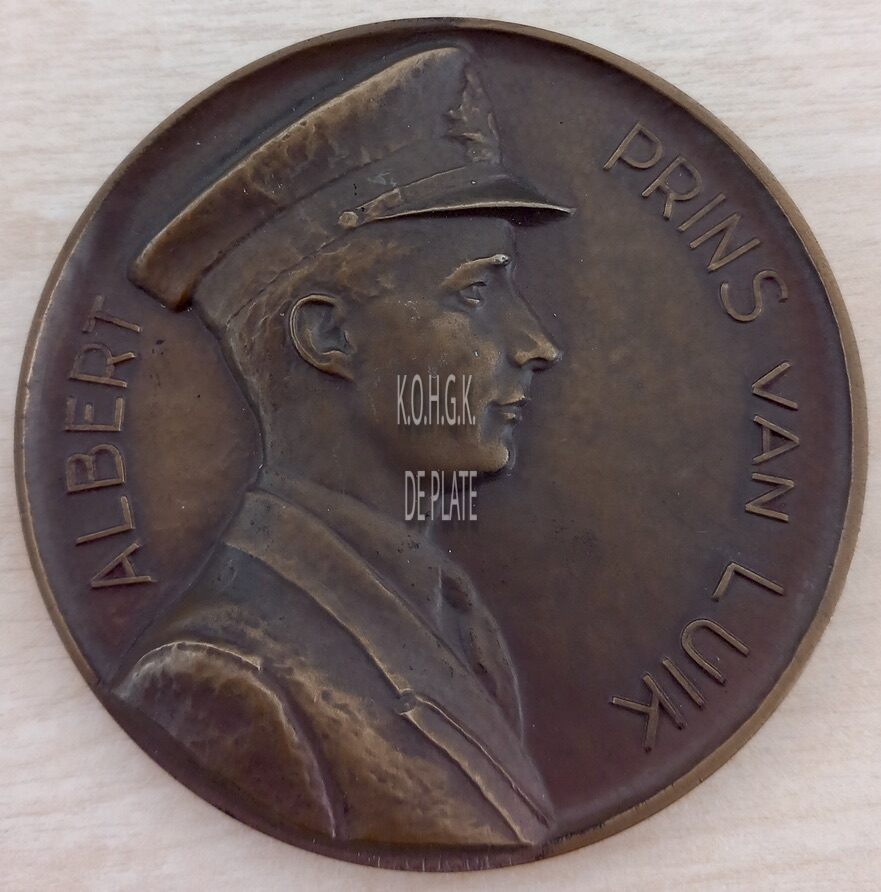 ALBERT
PRINS VAN LUIK
K.O.H.G.K.
DE PLATE